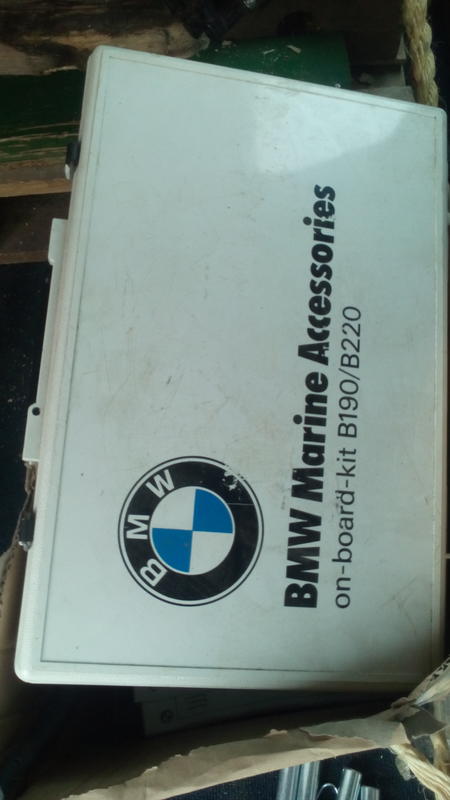 BMW
BMW Marine Accessories
on-board-kit B190/B220